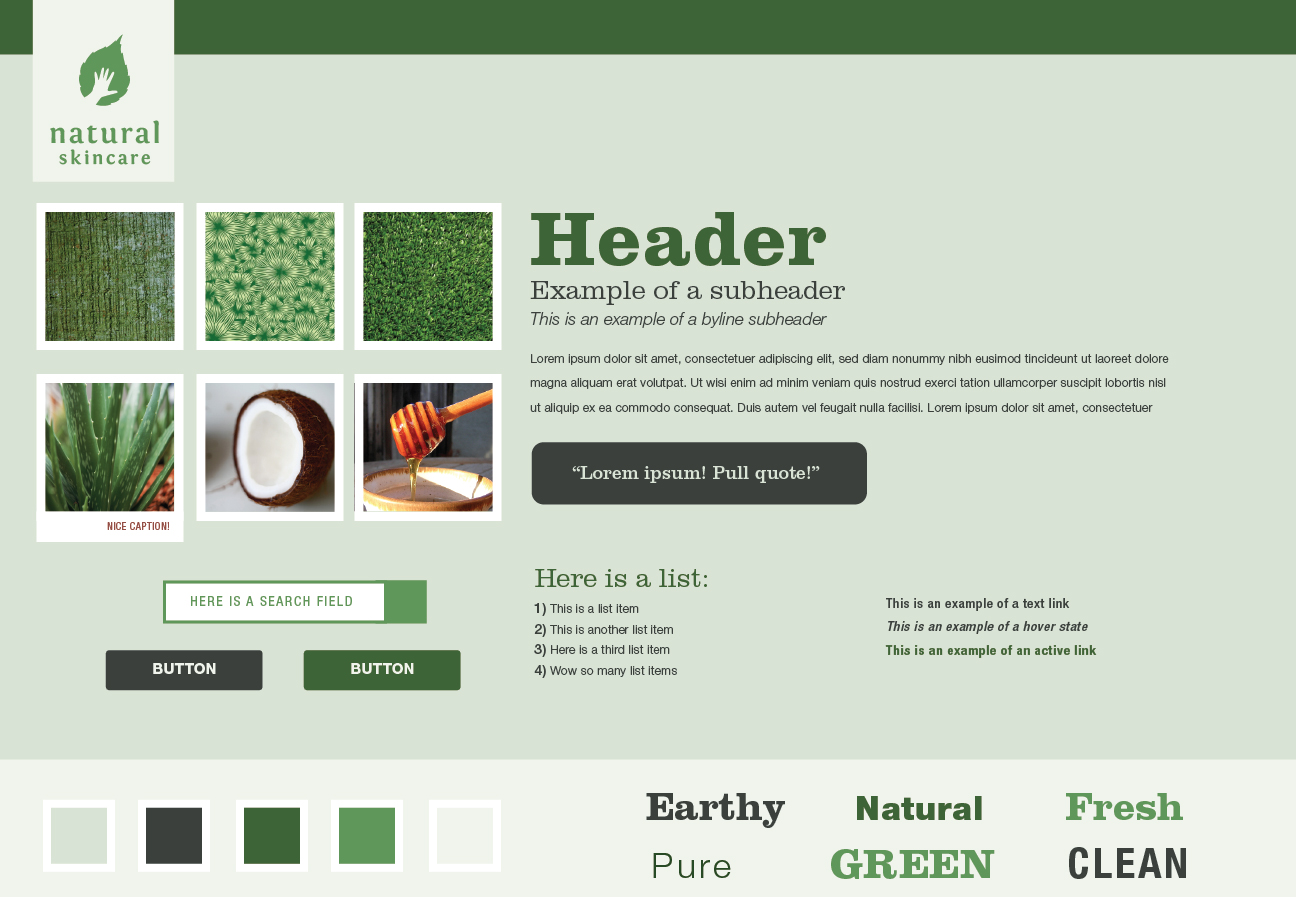 natural
skincare
Header
Example of a subheader
This is an example of a byline subheader
Lorem ipsum dolor sit amet, consectetuer adipiscing elit, sed diam nonummy nibh euismod tincideunt ut laoreet dolore
magna aliquam erat volutpat. Ut wisi enim ad minim veniam quis nostrud exerci tation ullamcorper suscipit lobortis nisl
ut aliquip ex ea commodo consequat. Duis autem vel feugait nulla facilisi. Lorem ipsum dolor sit amet, consectetuer
“Lorem ipsum! Pull quote!”
NICE CAPTION!
HERE IS A SEARCH FIELD
BUTTON
BUTTON
Here is a list:
1) This is a list item
2) This is another list item
3) Here is a third list item
4) Wow so many list items
This is an example of a text link
This is an example of a hover state
This is an example of an active link
Earthy
Natural
Fresh
Pure
GREEN
CLEAN